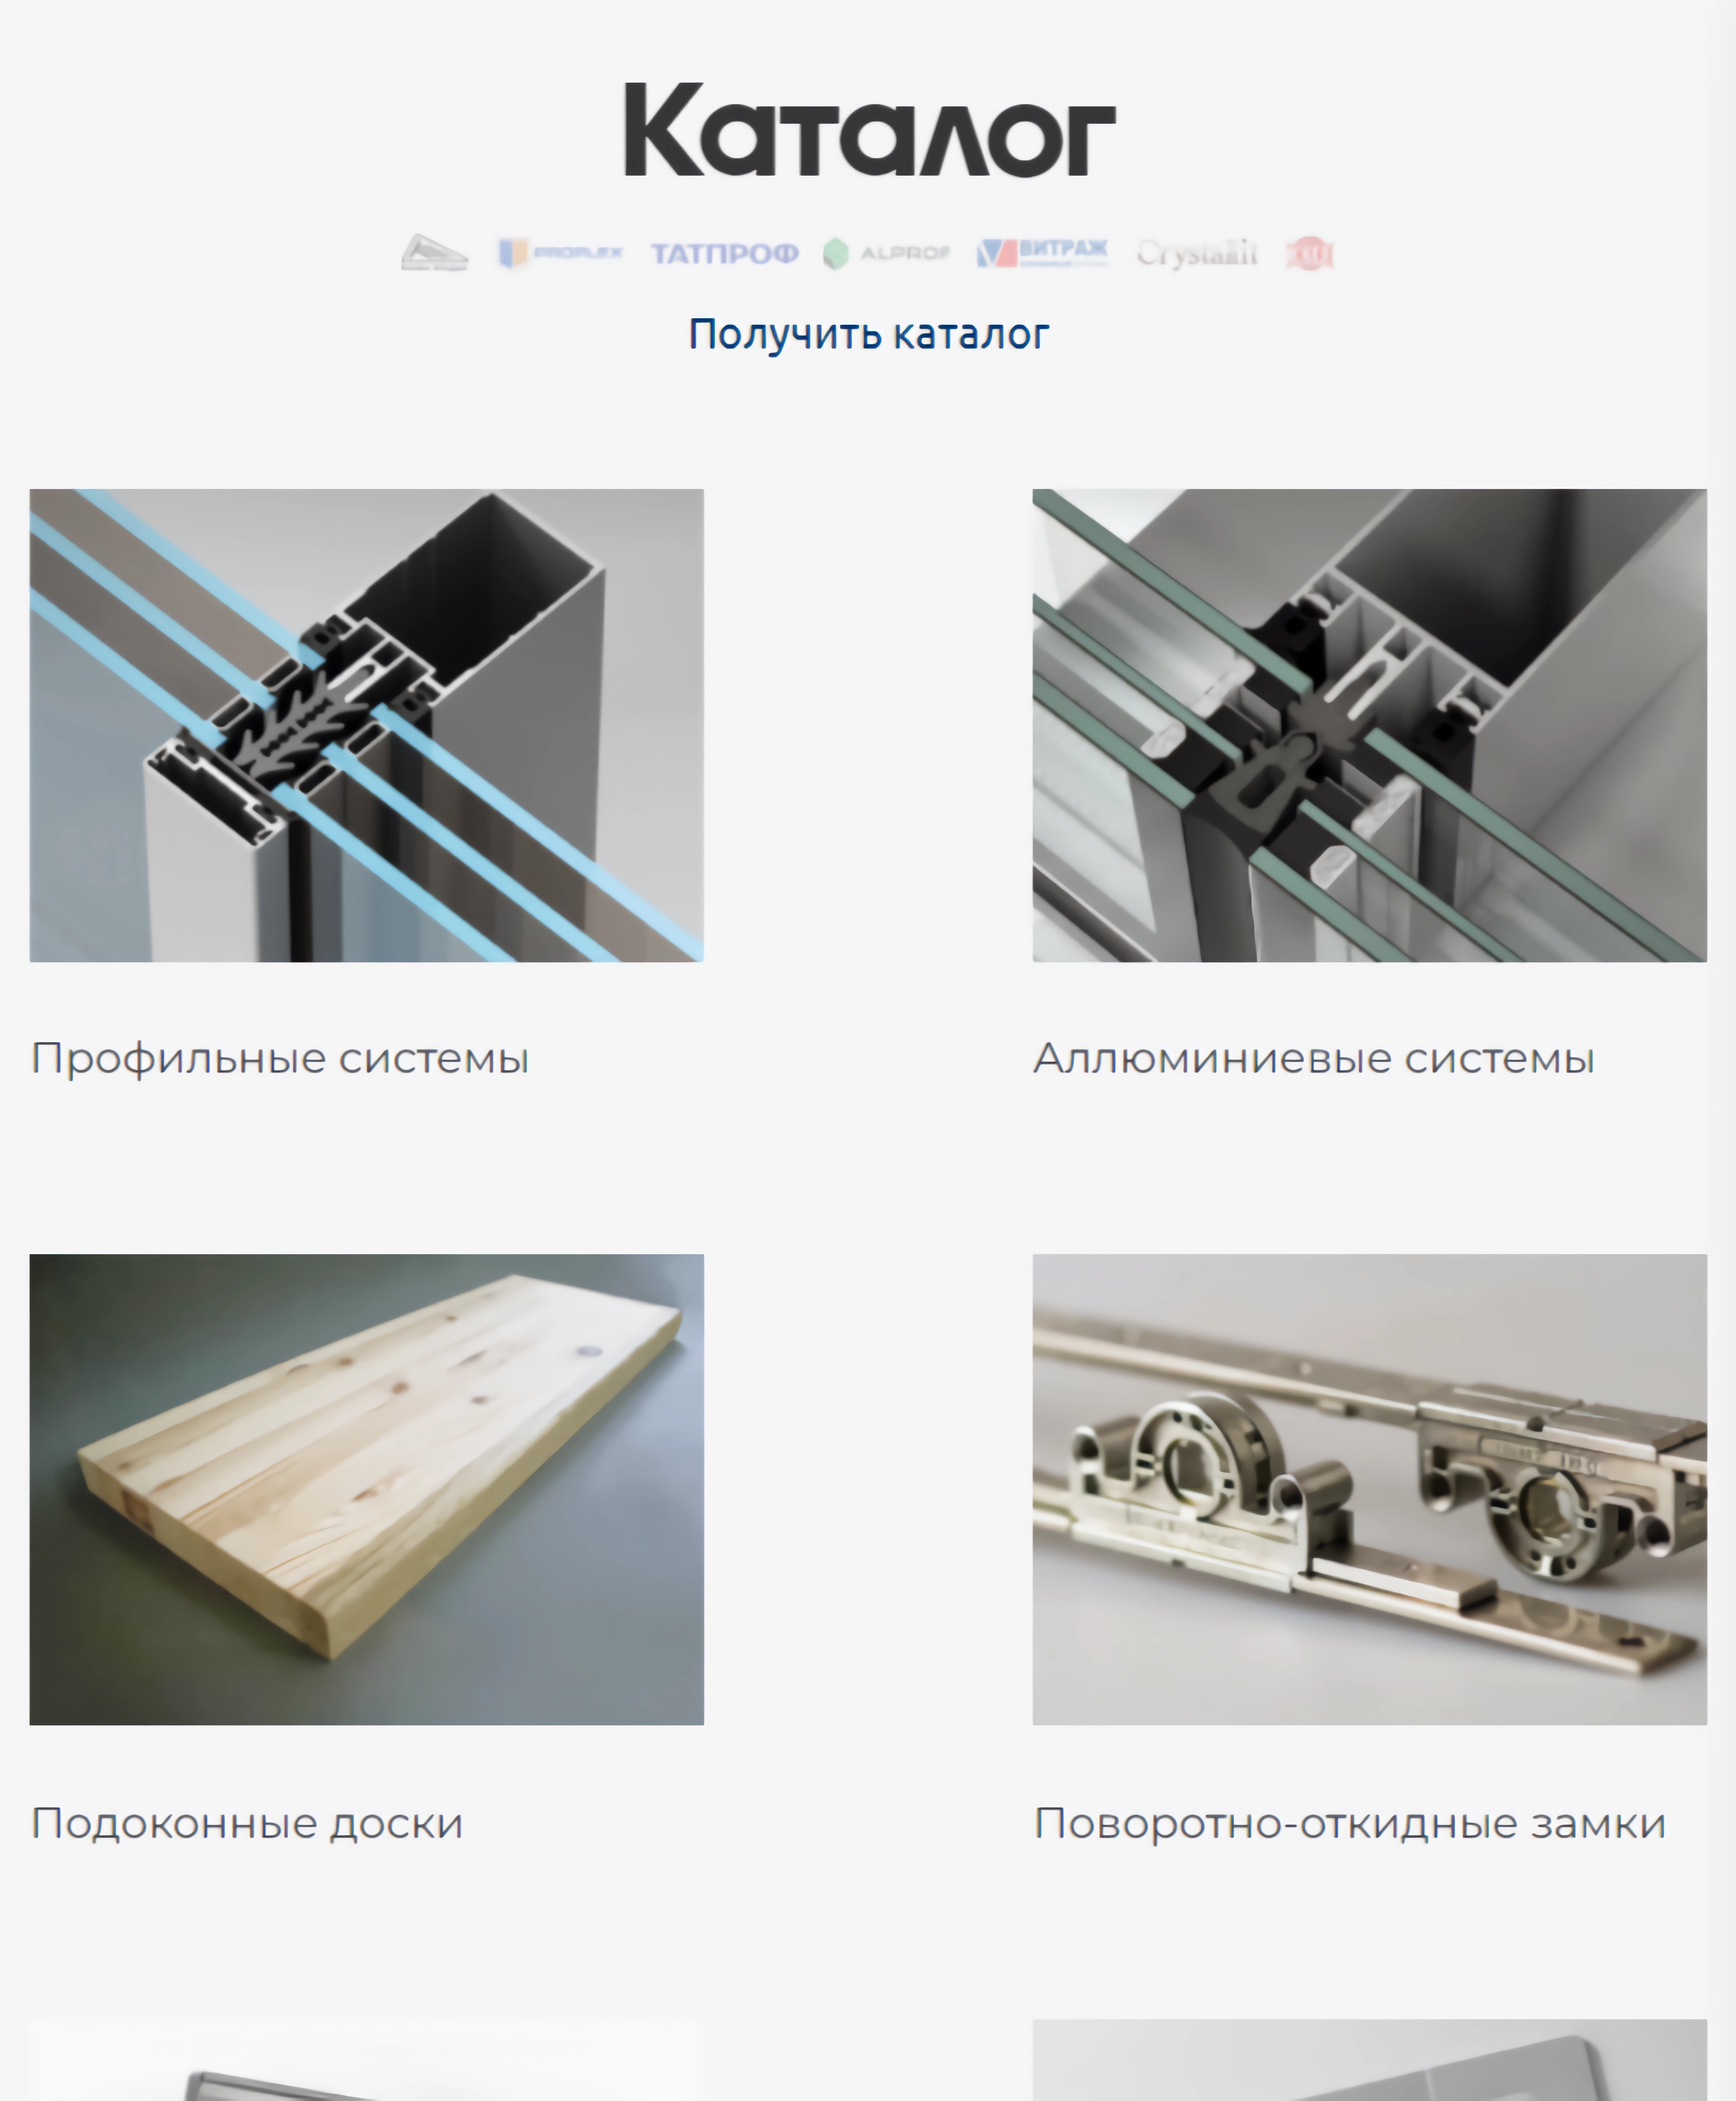 Каталог
PROPLEX ТАТПРОФ ALPROF ВИТРАЖ Crystallit
Получить каталог
Профильные системы
Аллюминиевые системы
Подоконные доски
Поворотно-откидные замки